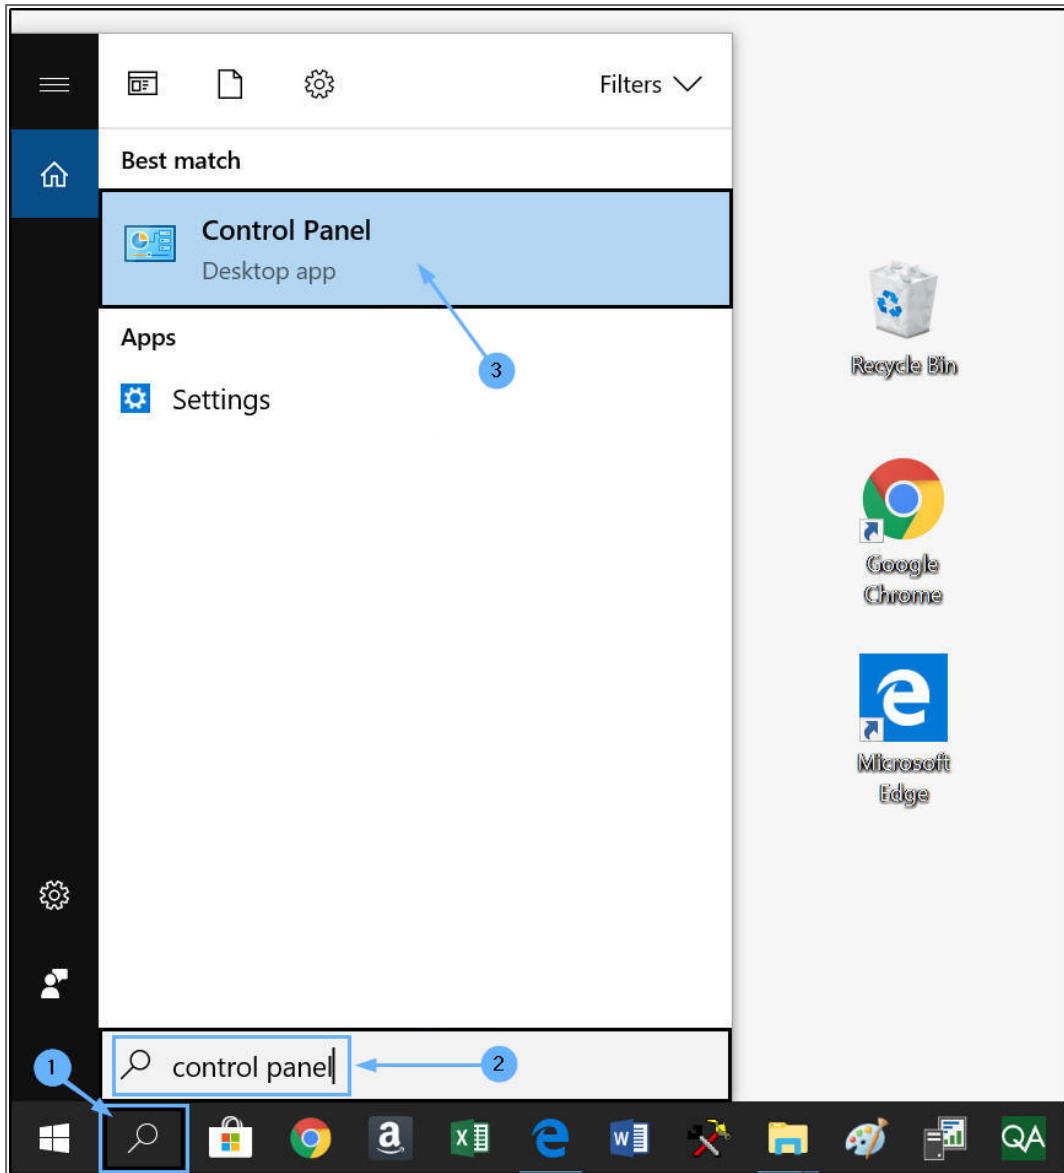 Filters
Best match
Control Panel
Desktop app
Apps
3
Settings
Recycle Bin
Google
Chrome
Microsoft
Edge
1
control panel
2
a
X
W
QA